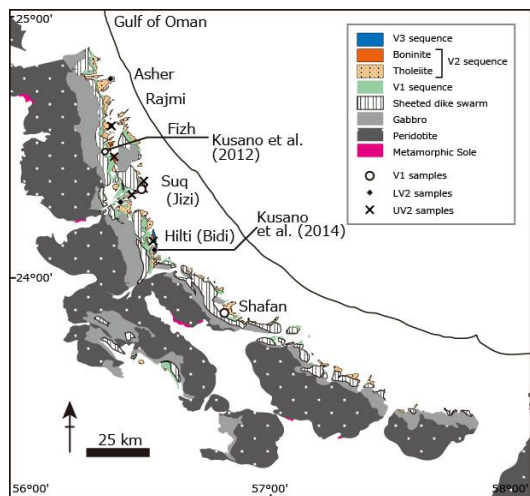 25°00'
Gulf of Oman
Asher
Rajmi
Fizh
Kusano et al.
(2012)
Suq
(Jizi)
Kusano
et al. (2014)
Hilti (Bidi)
24°00'
Shafan
25 km
56°00'
57°00'
58°00'
V3 sequence
Boninite
Tholeiite
V2 sequence
V1 sequence
Sheeted dike swarm
Gabbro
Peridotite
Metamorphic Sole
V1 samples
LV2 samples
UV2 samples